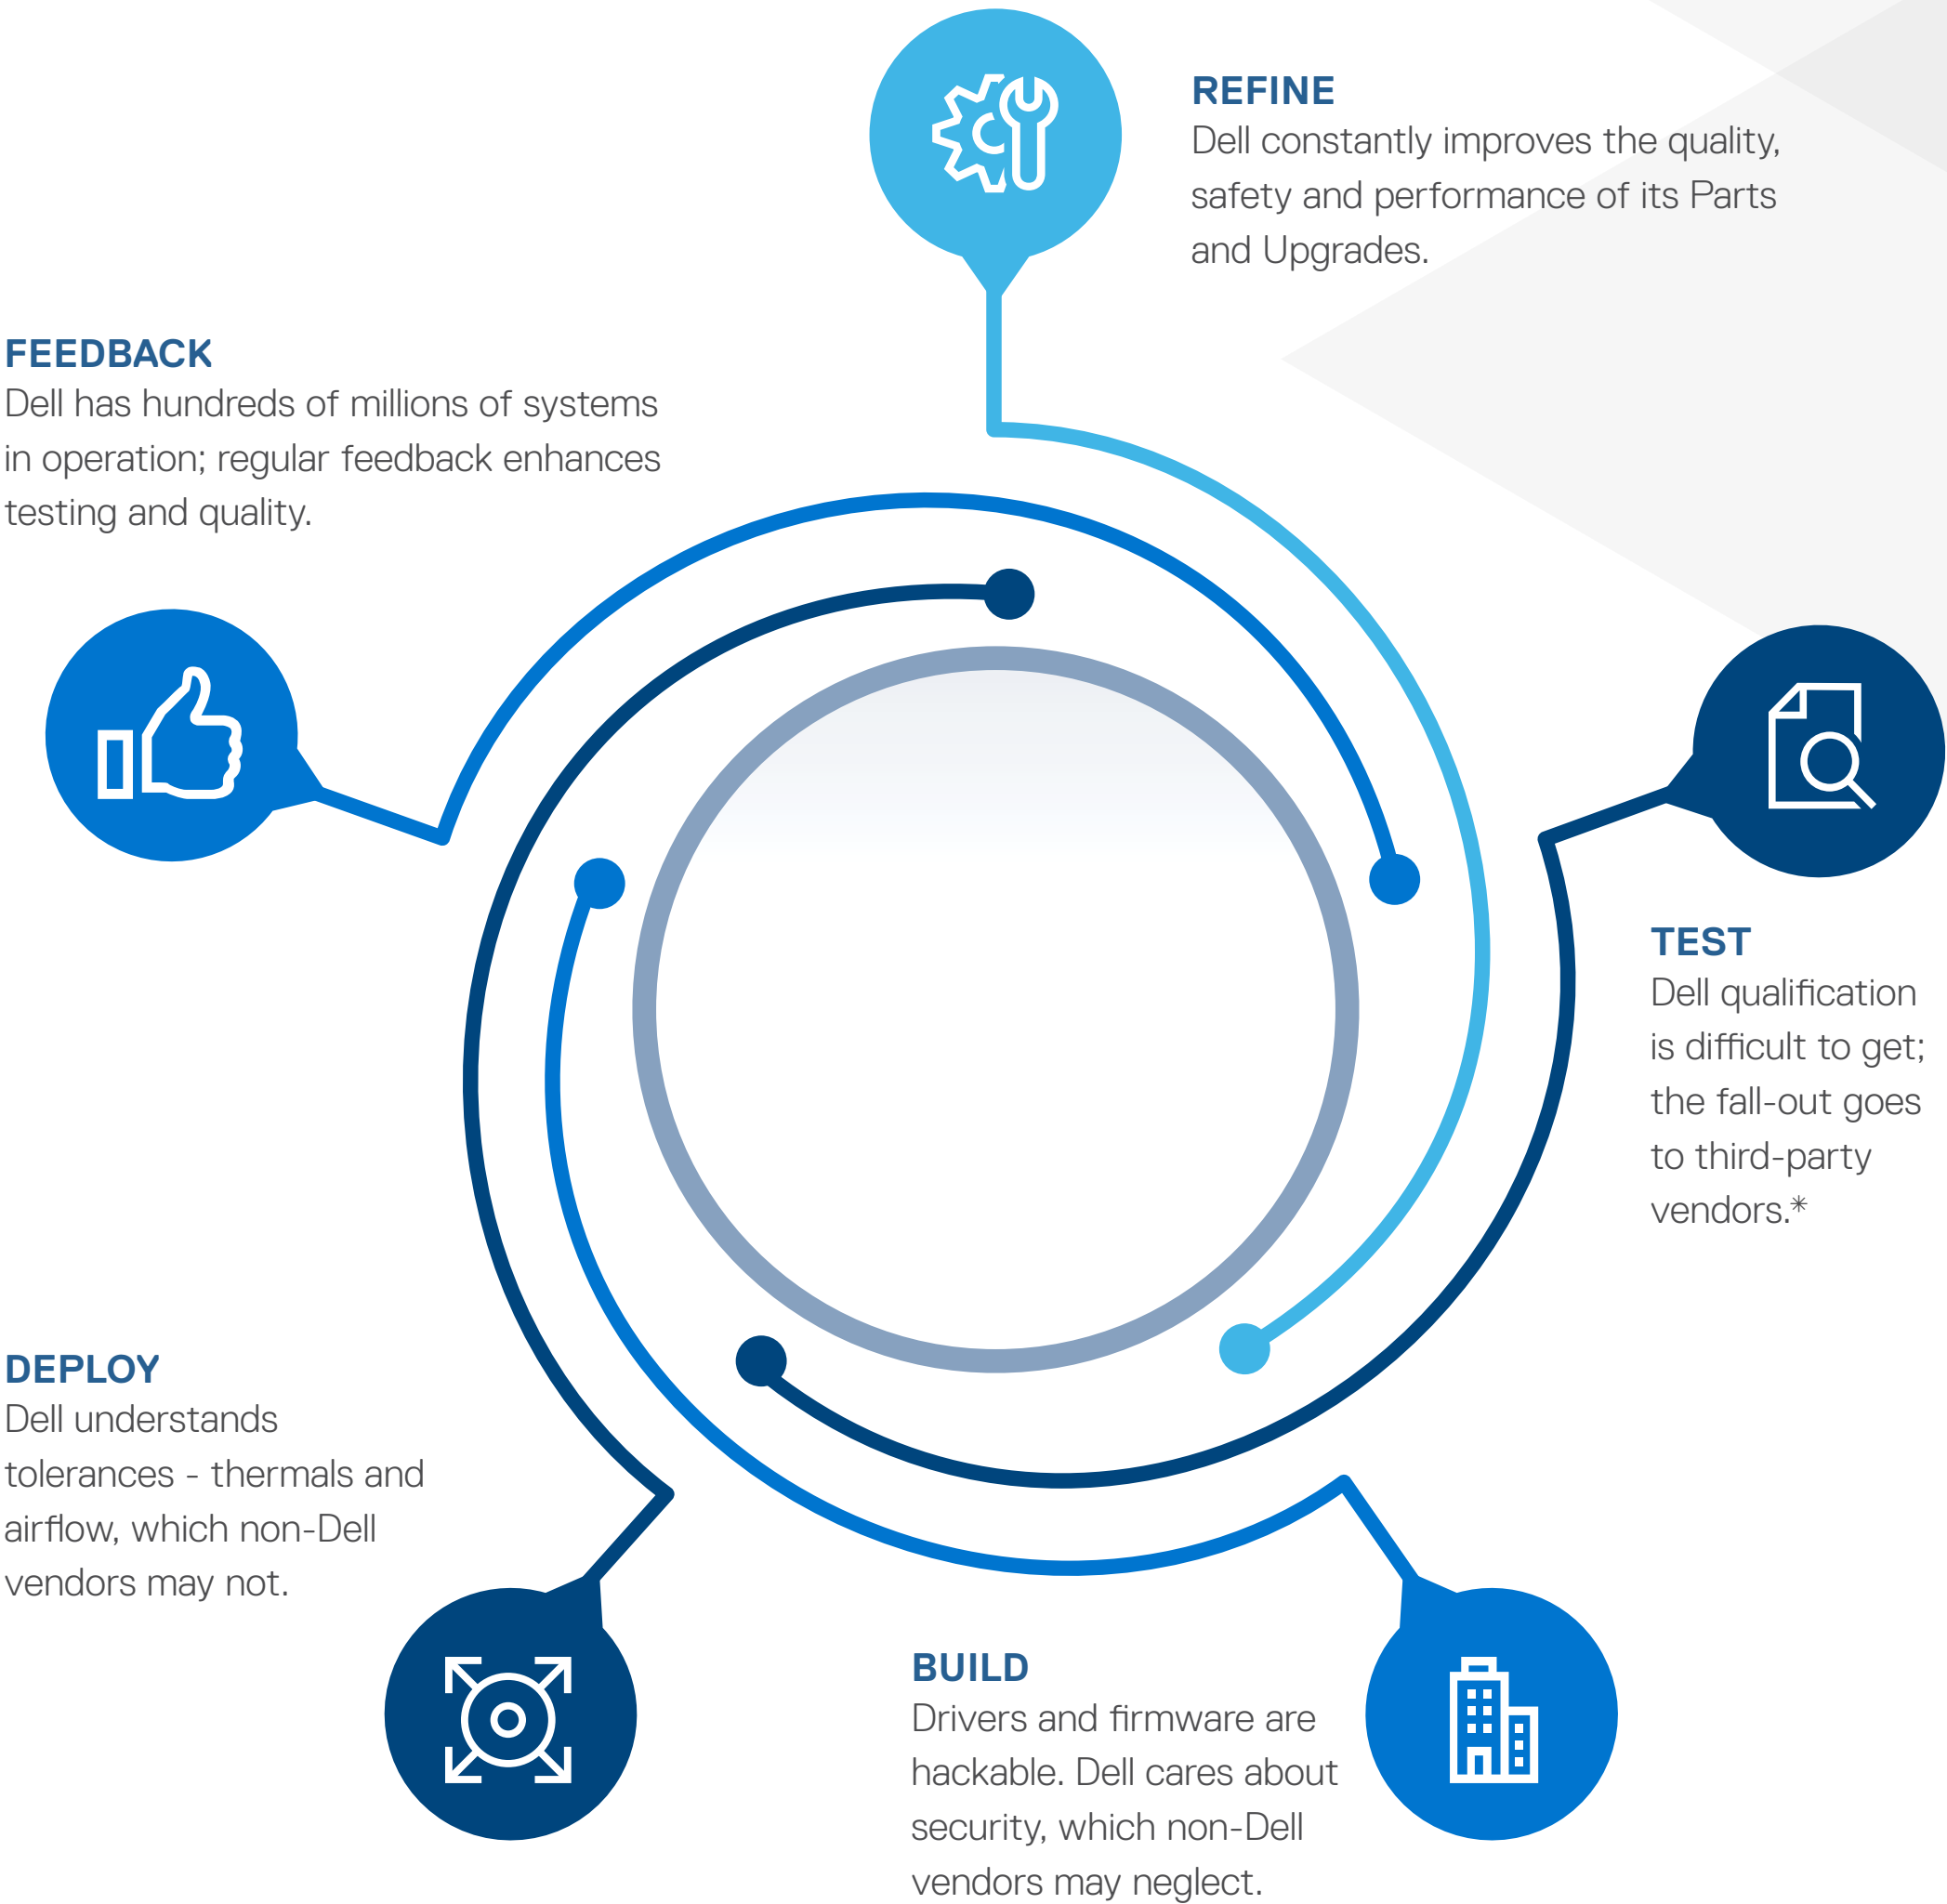 REFINE
Dell constantly improves the quality,
safety and performance of its Parts
and Upgrades.
FEEDBACK
Dell has hundreds of millions of systems
in operation; regular feedback enhances
testing and quality.
TEST
Dell qualification
is difficult to get;
the fall-out goes
to third-party
vendors.*
DEPLOY
Dell understands
tolerances - thermals and
airflow, which non-Dell
vendors may not.
BUILD
Drivers and firmware are
hackable. Dell cares about
security, which non-Dell
vendors may neglect.